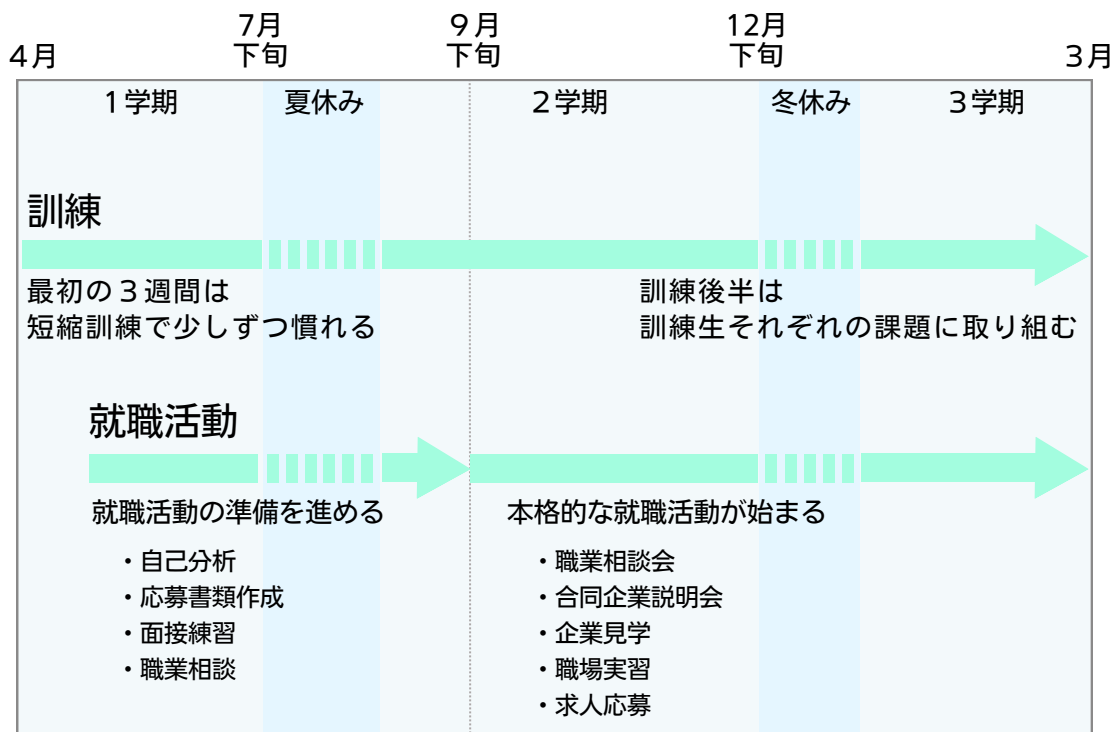 7月
下旬
9月
下旬
12月
下旬
4月
3月
1学期
夏休み
2学期
冬休み
3学期
訓練
最初の3週間は
短縮訓練で少しずつ慣れる
訓練後半は
訓練生それぞれの課題に取り組む
就職活動
就職活動の準備を進める
・自己分析
・応募書類作成
・面接練習
・職業相談
本格的な就職活動が始まる
・職業相談会
・合同企業説明会
・企業見学
・職場実習
・求人応募